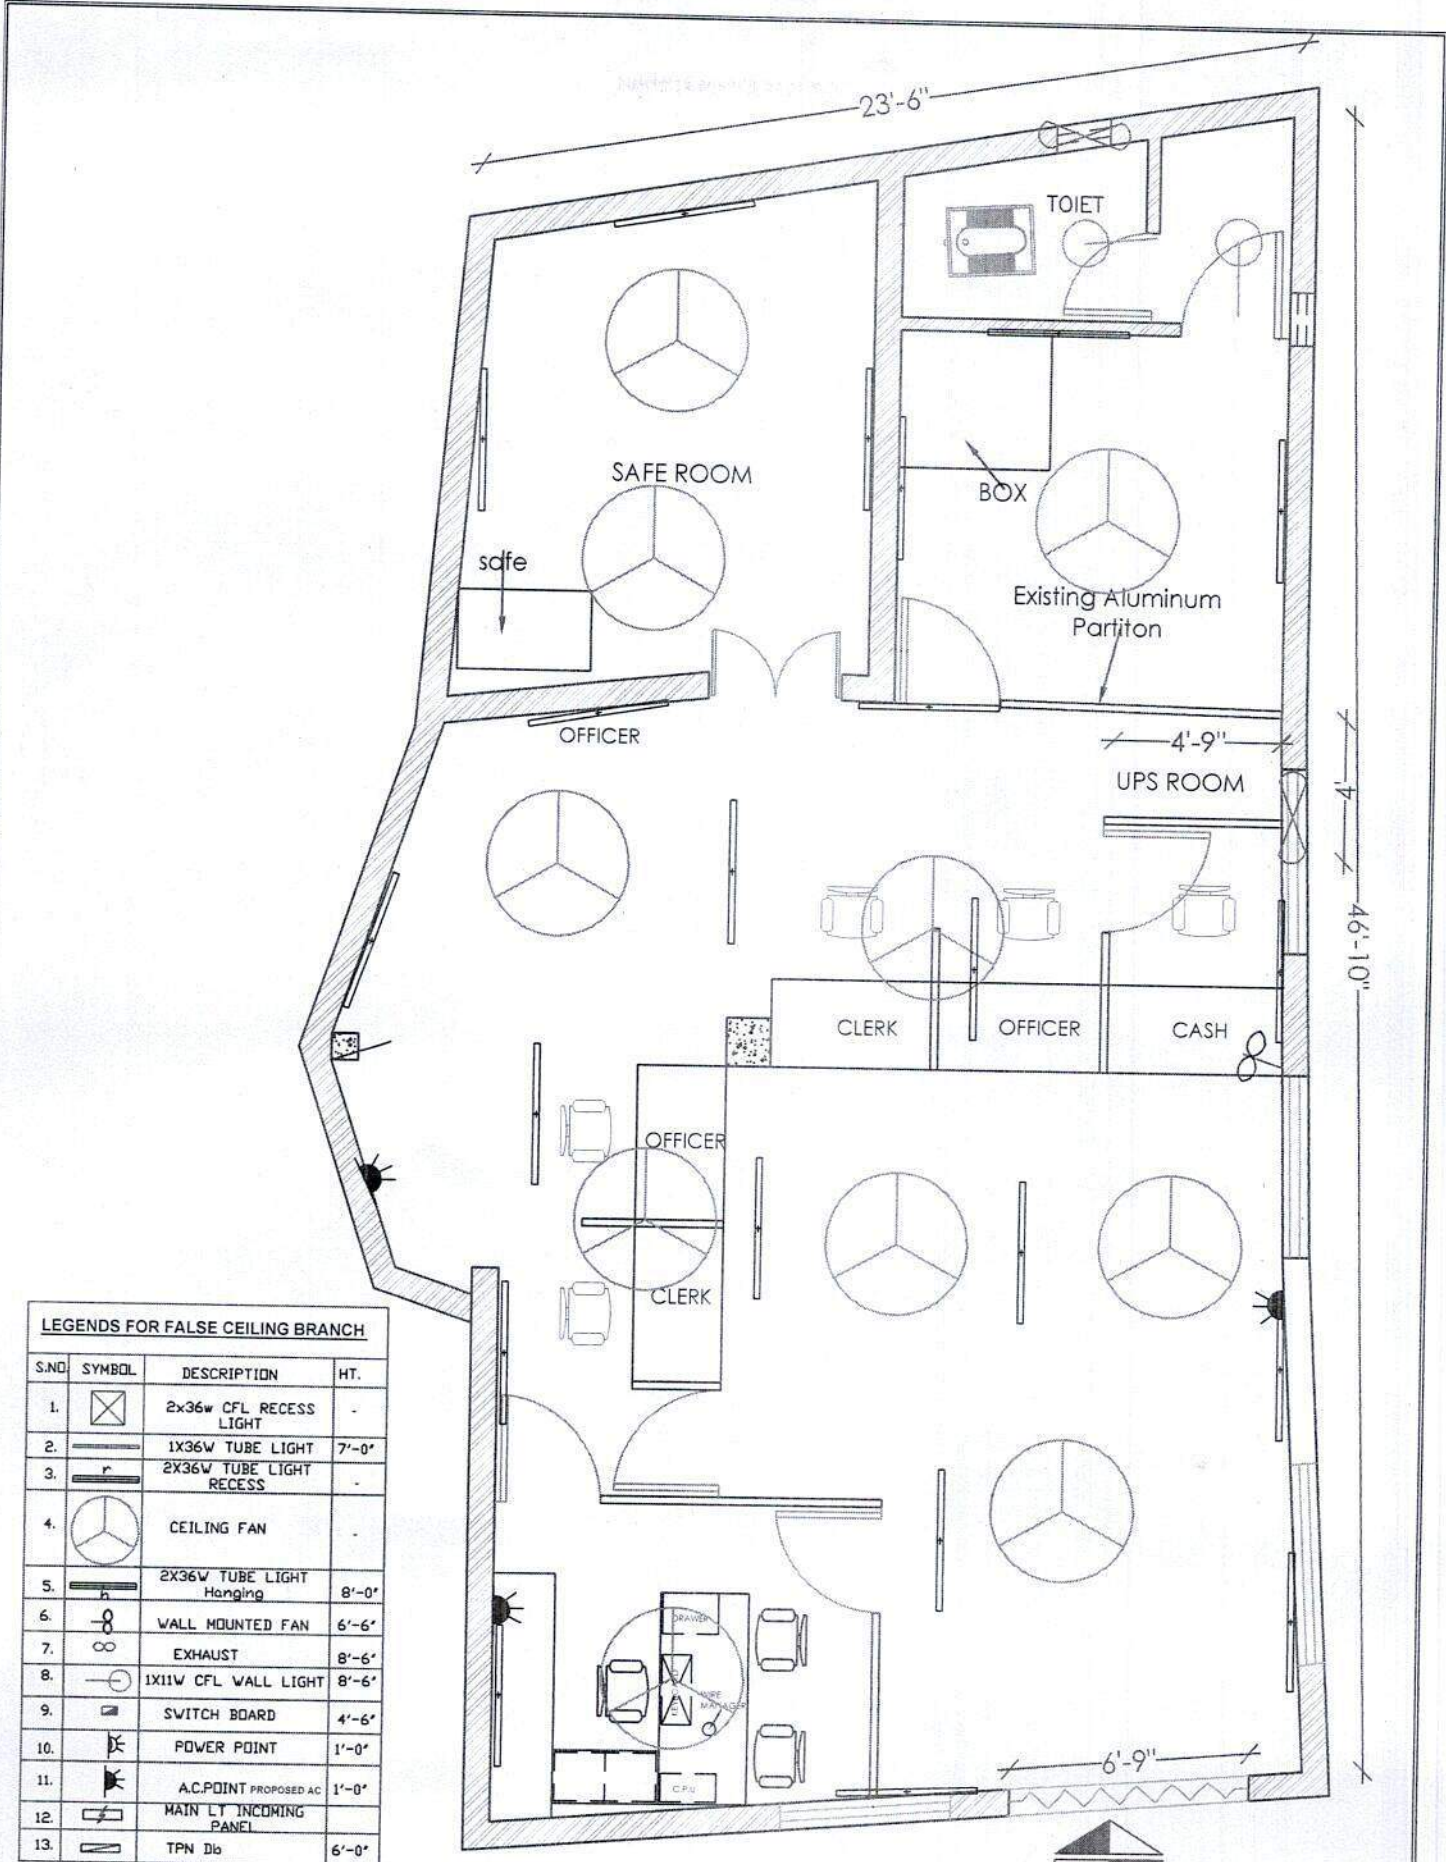 23'-6"
TOIET
SAFE ROOM
BOX
safe
Existing Aluminum
Partiton
OFFICER
4'-9"
UPS ROOM
4'
46'-10"
CLERK
OFFICER
CASH
OFFICER
CLERK
DRAWER
WIRE
MANAGER
C.P.U
6'-9"
LEGENDS FOR FALSE CEILING BRANCH
S.NO. SYMBOL DESCRIPTION HT.
1. 2x36w CFL RECESS LIGHT -
2. 1X36W TUBE LIGHT 7'-0"
3. r 2X36W TUBE LIGHT RECESS -
4. CEILING FAN -
5. h 2X36W TUBE LIGHT Hanging 8'-0"
6. WALL MOUNTED FAN 6'-6"
7. EXHAUST 8'-6"
8. 1X11W CFL WALL LIGHT 8'-6"
9. SWITCH BOARD 4'-6"
10. POWER POINT 1'-0"
11. A.C.POINT PROPOSED AC 1'-0"
12. MAIN LT INCOMING PANEL
13. TPN Db 6'-0"